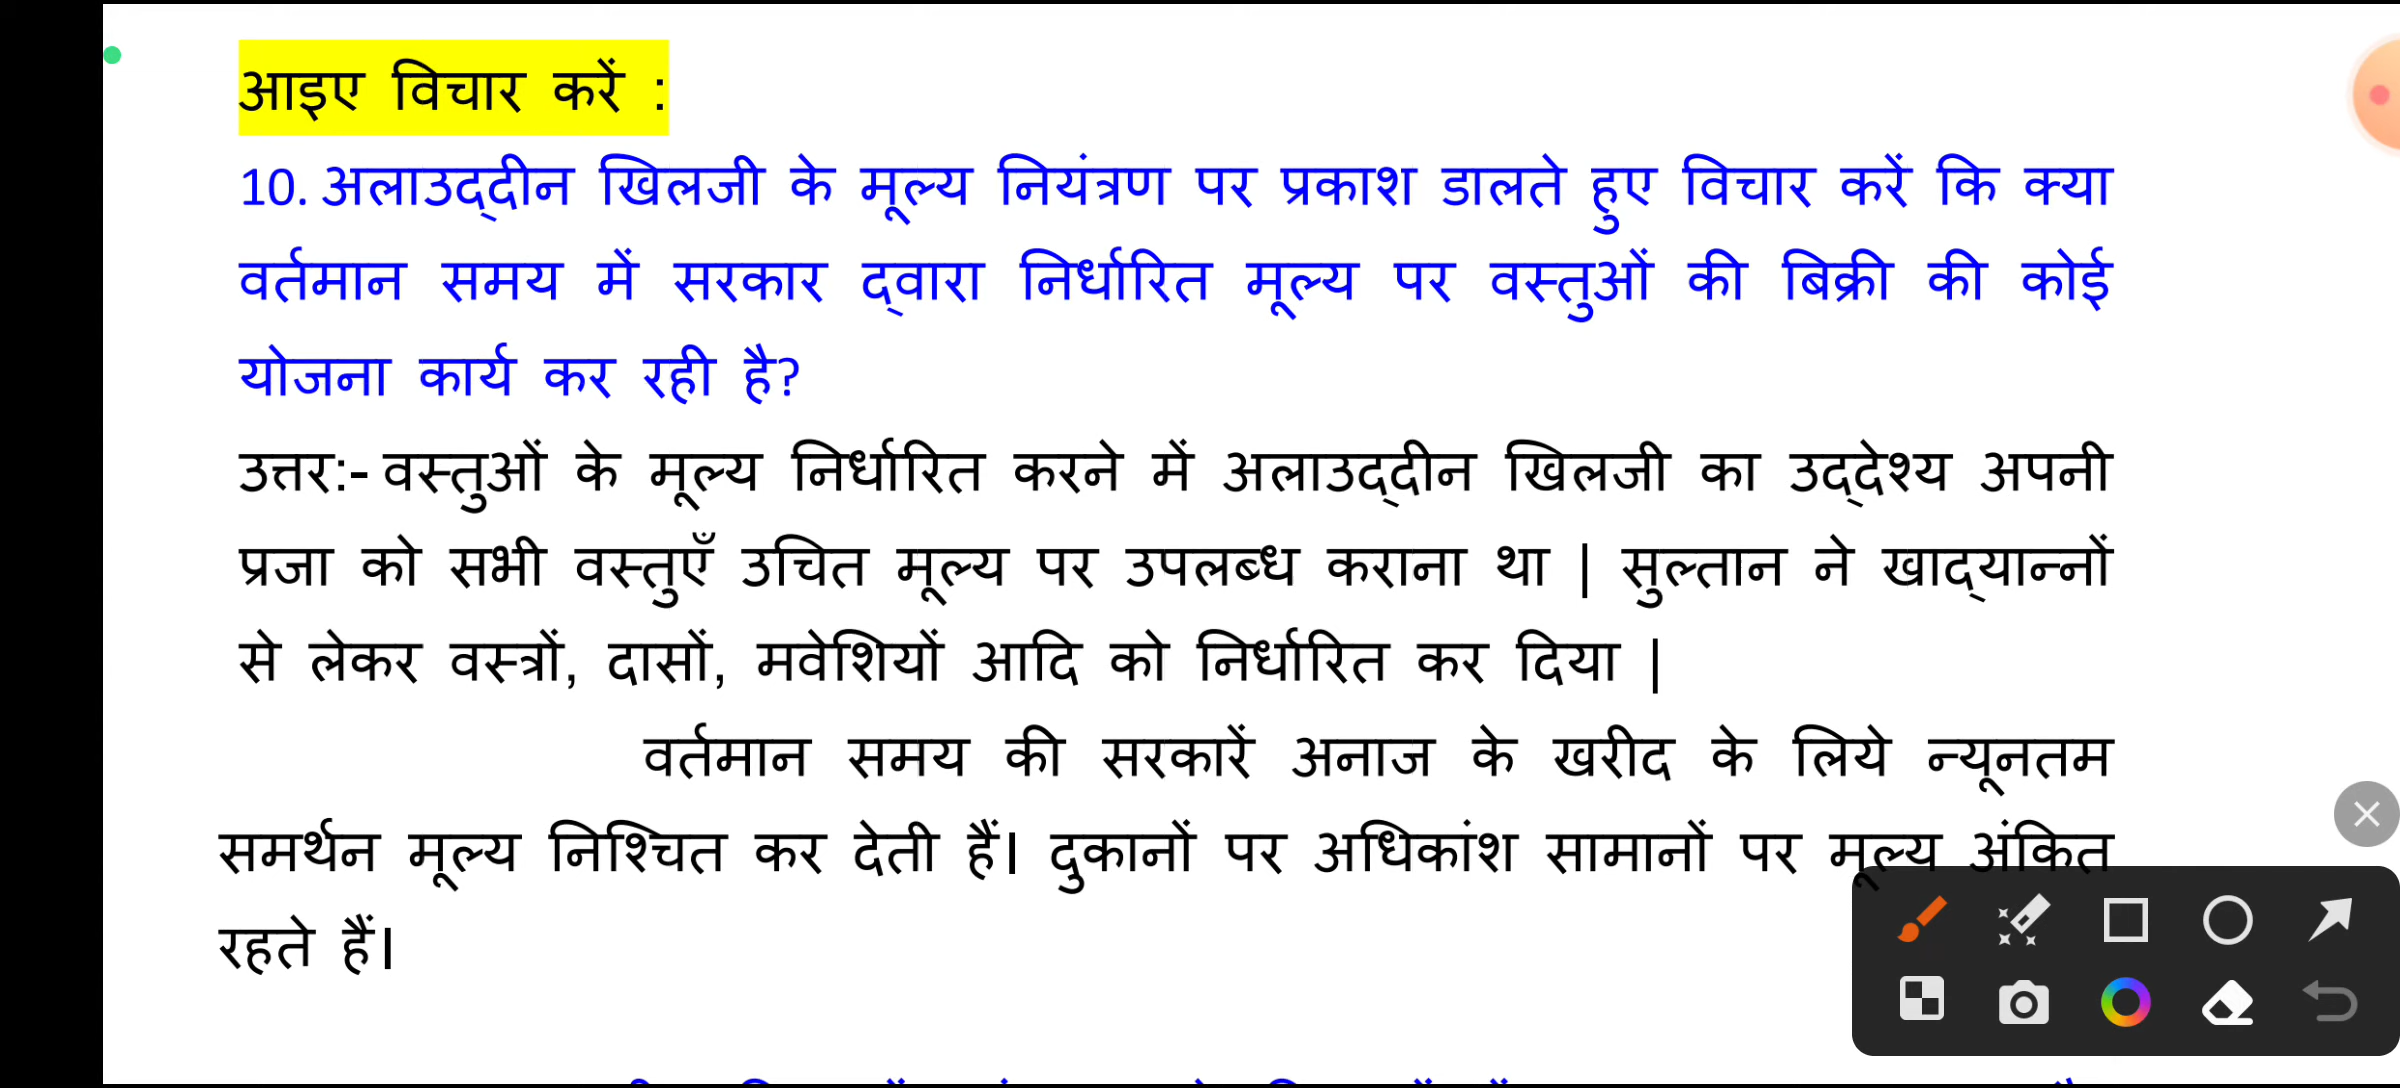 आइए विचार करें :
10. अलाउद्दीन खिलजी के मूल्य नियंत्रण पर प्रकाश डालते हुए विचार करें कि क्या
वर्तमान समय में सरकार द्वारा निर्धारित मूल्य पर वस्तुओं की बिक्री की कोई
योजना कार्य कर रही है?
उत्तर:- वस्तुओं के मूल्य निर्धारित करने में अलाउद्दीन खिलजी का उद्देश्य अपनी
प्रजा को सभी वस्तुएँ उचित मूल्य पर उपलब्ध कराना था | सुल्तान ने खाद्यान्नों
से लेकर वस्त्रों, दासों, मवेशियों आदि को निर्धारित कर दिया |
वर्तमान समय की सरकारें अनाज के खरीद के लिये न्यूनतम
समर्थन मूल्य निश्चित कर देती हैं। दुकानों पर अधिकांश सामानों पर मूल्य अंकित
रहते हैं।